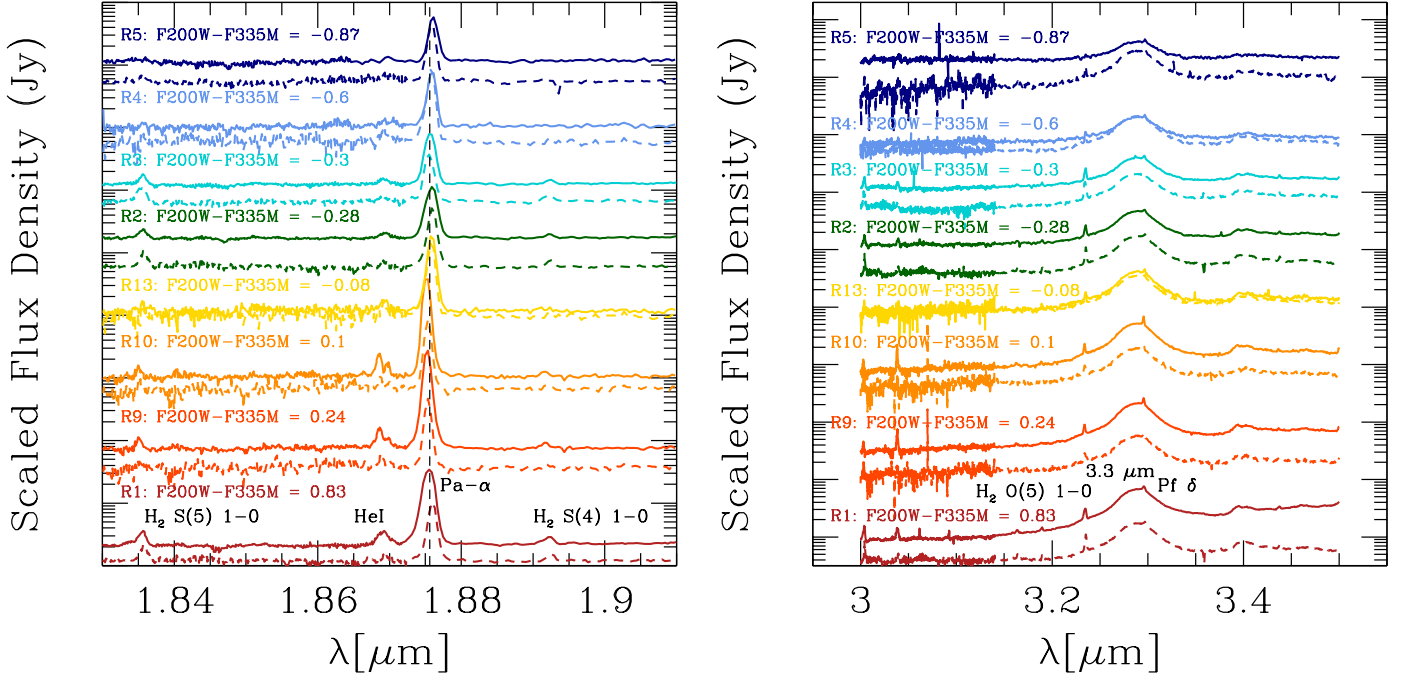 Scaled Flux Density (Jy)
R5: F200W−F335M = −0.87
R4: F200W−F335M = −0.6
R3: F200W−F335M = −0.3
R2: F200W−F335M = −0.28
R13: F200W−F335M = −0.08
R10: F200W−F335M = 0.1
R9: F200W−F335M = 0.24
Pa−α
R1: F200W−F335M = 0.83
H₂ S(5) 1−0 HeI H₂ S(4) 1−0
1.84 1.86 1.88 1.9
λ[μm]
Scaled Flux Density (Jy)
R5: F200W−F335M = −0.87
R4: F200W−F335M = −0.6
R3: F200W−F335M = −0.3
R2: F200W−F335M = −0.28
R13: F200W−F335M = −0.08
R10: F200W−F335M = 0.1
R9: F200W−F335M = 0.24
3.3 μm
H₂ O(5) 1−0 Pf δ
R1: F200W−F335M = 0.83
3 3.2 3.4
λ[μm]